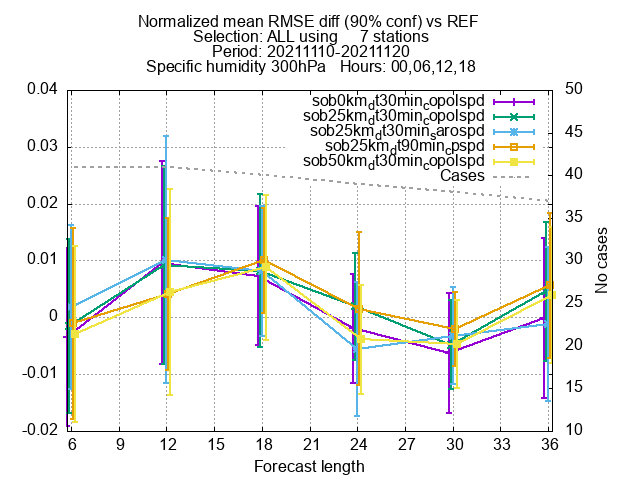 Normalized mean RMSE diff (90% conf) vs REF
Selection: ALL using 7 stations
Period: 20211110-20211120
Specific humidity 300hPa Hours: 00,06,12,18
0.04
0.03
0.02
0.01
0
-0.01
-0.02
sob0km_dt30min_copolspd
sob25km_dt30min_copolspd
sob25km_dt30min_sarospd
sob25km_dt90min_cpspd
sob50km_dt30min_copolspd
Cases
50
45
40
35
30
25
20
15
10
No cases
6 9 12 15 18 21 24 27 30 33 36
Forecast length